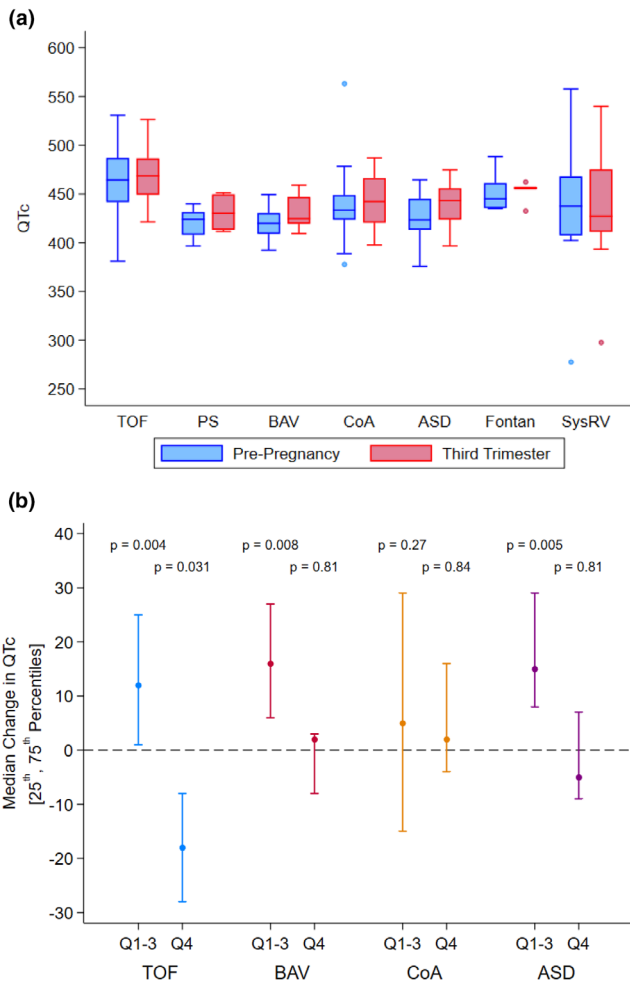 (a)
600
550
500
450
400
350
300
250
QTc
TOF PS BAV CoA ASD Fontan SysRV
Pre-Pregnancy Third Trimester
(b)
40
30
20
10
0
-10
-20
-30
Median Change in QTc
[25th, 75th Percentiles]
p = 0.004 p = 0.008 p = 0.27 p = 0.005
p = 0.031 p = 0.81 p = 0.84 p = 0.81
Q1-3 Q4 Q1-3 Q4 Q1-3 Q4 Q1-3 Q4
TOF BAV CoA ASD